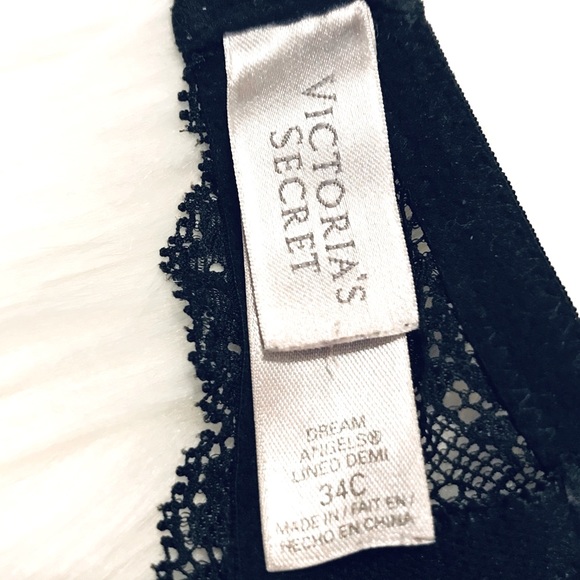 VICTORIA'S
SECRET
DREAM
ANGELS®
LINED DEMI
34C
MADE IN / FAIT EN /
HECHO EN CHINA